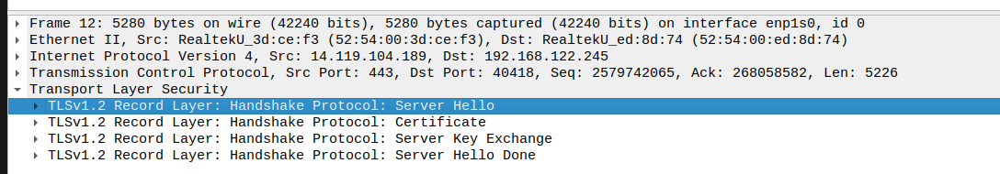 Frame 12: 5280 bytes on wire (42240 bits), 5280 bytes captured (42240 bits) on interface enp1s0, id 0
Ethernet II, Src: RealtekU_3d:ce:f3 (52:54:00:3d:ce:f3), Dst: RealtekU_ed:8d:74 (52:54:00:ed:8d:74)
Internet Protocol Version 4, Src: 14.119.104.189, Dst: 192.168.122.245
Transmission Control Protocol, Src Port: 443, Dst Port: 40418, Seq: 2579742065, Ack: 268058582, Len: 5226
Transport Layer Security
TLSv1.2 Record Layer: Handshake Protocol: Server Hello
TLSv1.2 Record Layer: Handshake Protocol: Certificate
TLSv1.2 Record Layer: Handshake Protocol: Server Key Exchange
TLSv1.2 Record Layer: Handshake Protocol: Server Hello Done